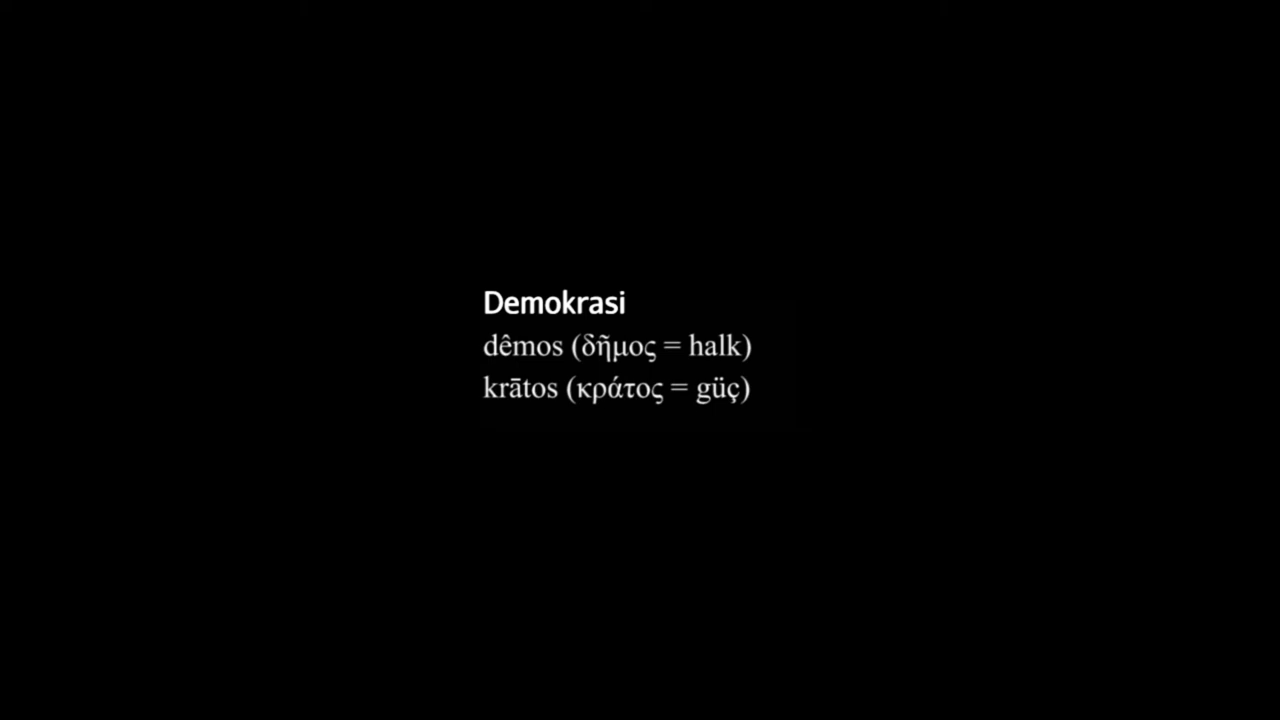 Demokrasi
dêmos (δῆμος = halk)
krātos (κράτος = güç)